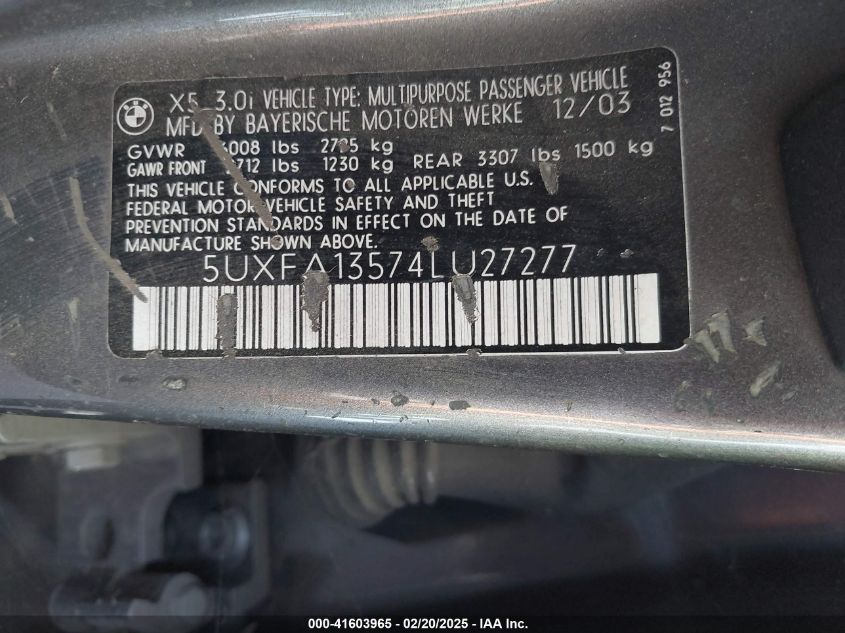 X5 3.0i VEHICLE TYPE: MULTIPURPOSE PASSENGER VEHICLE
MFD BY BAYERISCHE MOTOREN WERKE 12/03
GVWR 6008 lbs 2725 kg
GAWR FRONT 2712 lbs 1230 kg REAR 3307 lbs 1500 kg
THIS VEHICLE CONFORMS TO ALL APPLICABLE U.S.
FEDERAL MOTOR VEHICLE SAFETY AND THEFT
PREVENTION STANDARDS IN EFFECT ON THE DATE OF
MANUFACTURE SHOWN ABOVE.
5UXFA13574LU27277
7 012 956
000-41603965 - 02/20/2025 - IAA Inc.